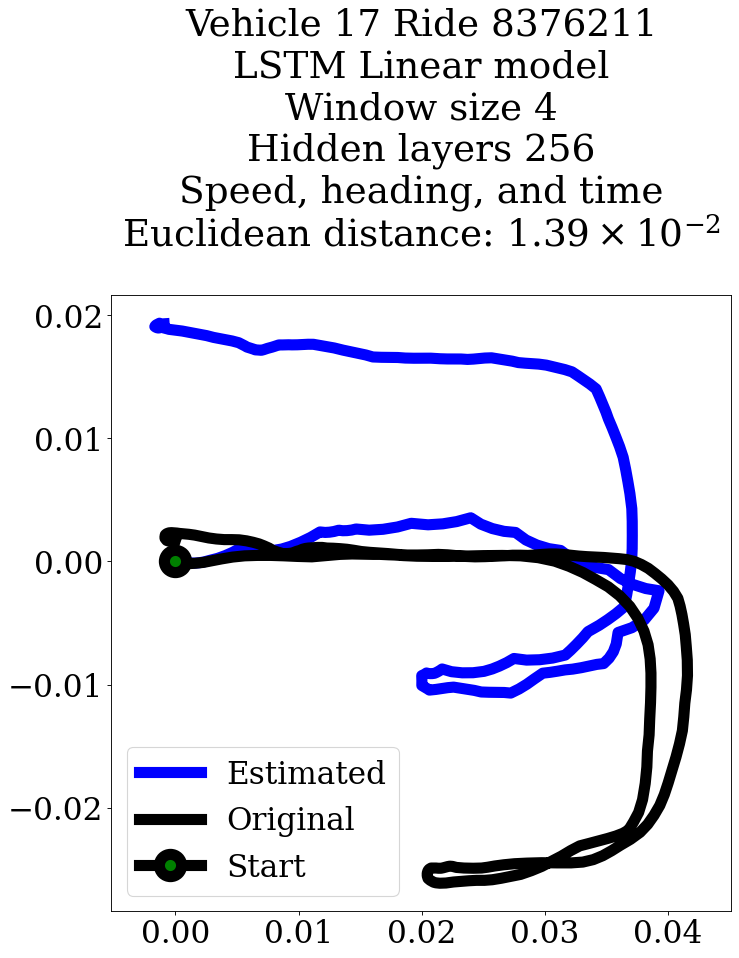 Vehicle 17 Ride 8376211
LSTM Linear model
Window size 4
Hidden layers 256
Speed, heading, and time
Euclidean distance: 1.39 × 10⁻²
0.02
0.01
0.00
−0.01
−0.02
Estimated
Original
Start
0.00 0.01 0.02 0.03 0.04